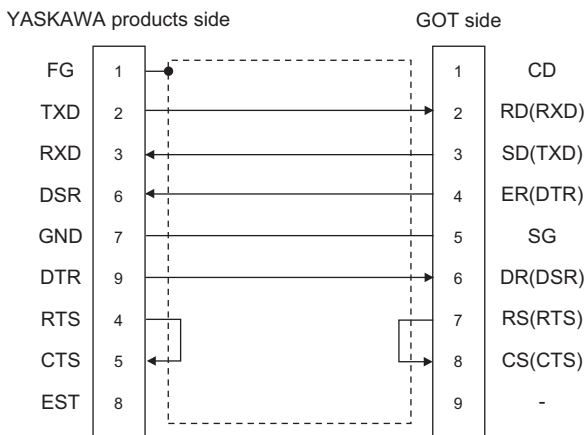 YASKAWA products side GOT side
FG 1 1 CD
TXD 2 2 RD(RXD)
RXD 3 3 SD(TXD)
DSR 6 4 ER(DTR)
GND 7 5 SG
DTR 9 6 DR(DSR)
RTS 4 7 RS(RTS)
CTS 5 8 CS(CTS)
EST 8 9 -